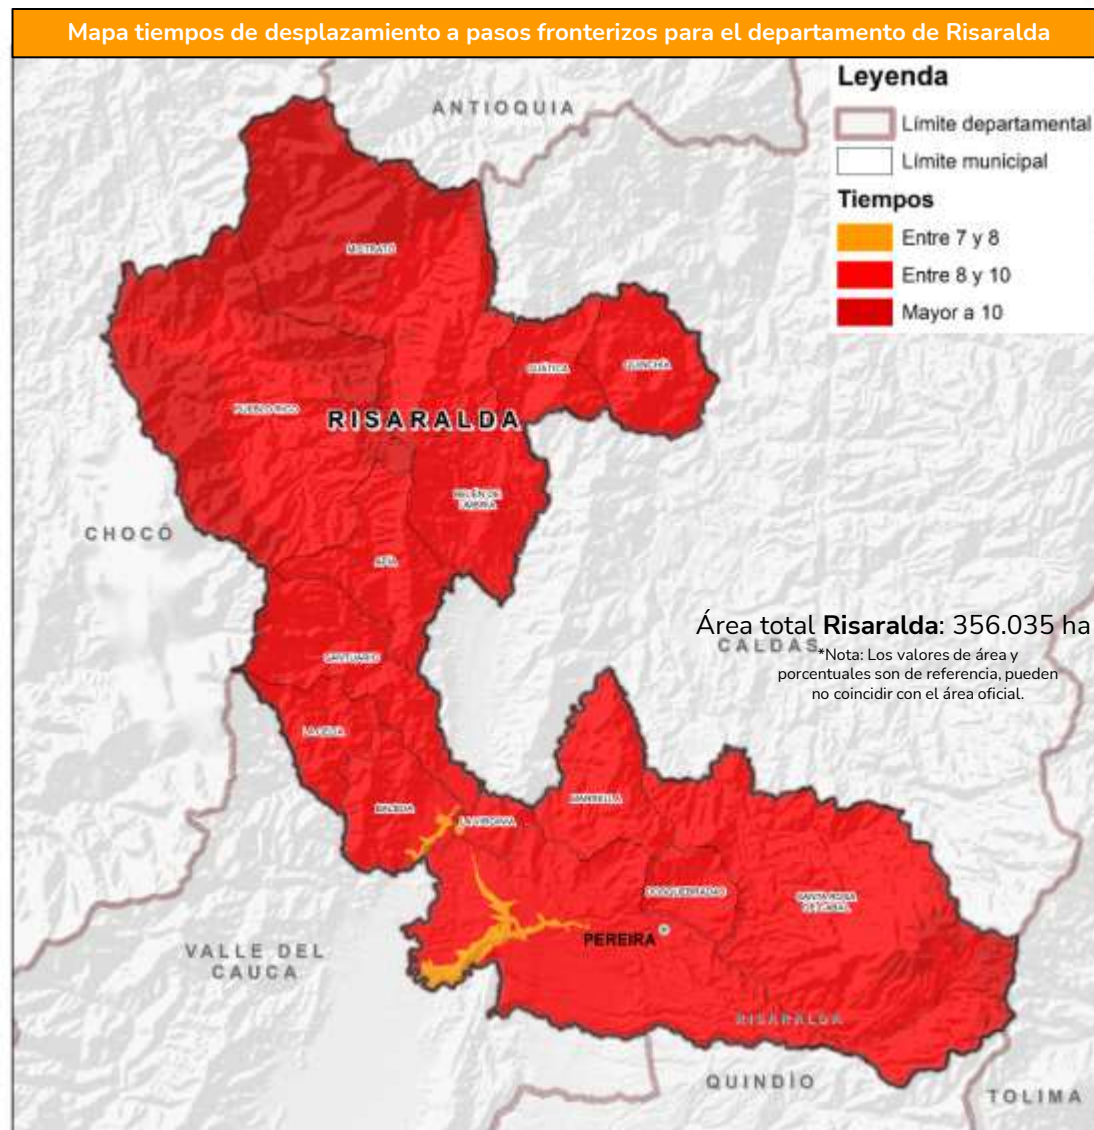 Mapa tiempos de desplazamiento a pasos fronterizos para el departamento de Risaralda
Leyenda
Límite departamental
Límite municipal
Tiempos
Entre 7 y 8
Entre 8 y 10
Mayor a 10
ANTIOQUIA
MISTRATÓ
GUÁTICA
QUINCHÍA
PUEBLO RICO
RISARALDA
BELÉN DE
UMBRÍA
CHOCÓ
APÍA
Área total Risaralda: 356.035 ha
CALDAS
*Nota: Los valores de área y
porcentuales son de referencia, pueden
no coincidir con el área oficial.
SANTUARIO
LA CELIA
BALBOA
LA VIRGINIA
MARSELLA
DOSQUEBRADAS
SANTA ROSA
DE CABAL
PEREIRA
VALLE DEL
CAUCA
RISARALDA
QUINDÍO
TOLIMA